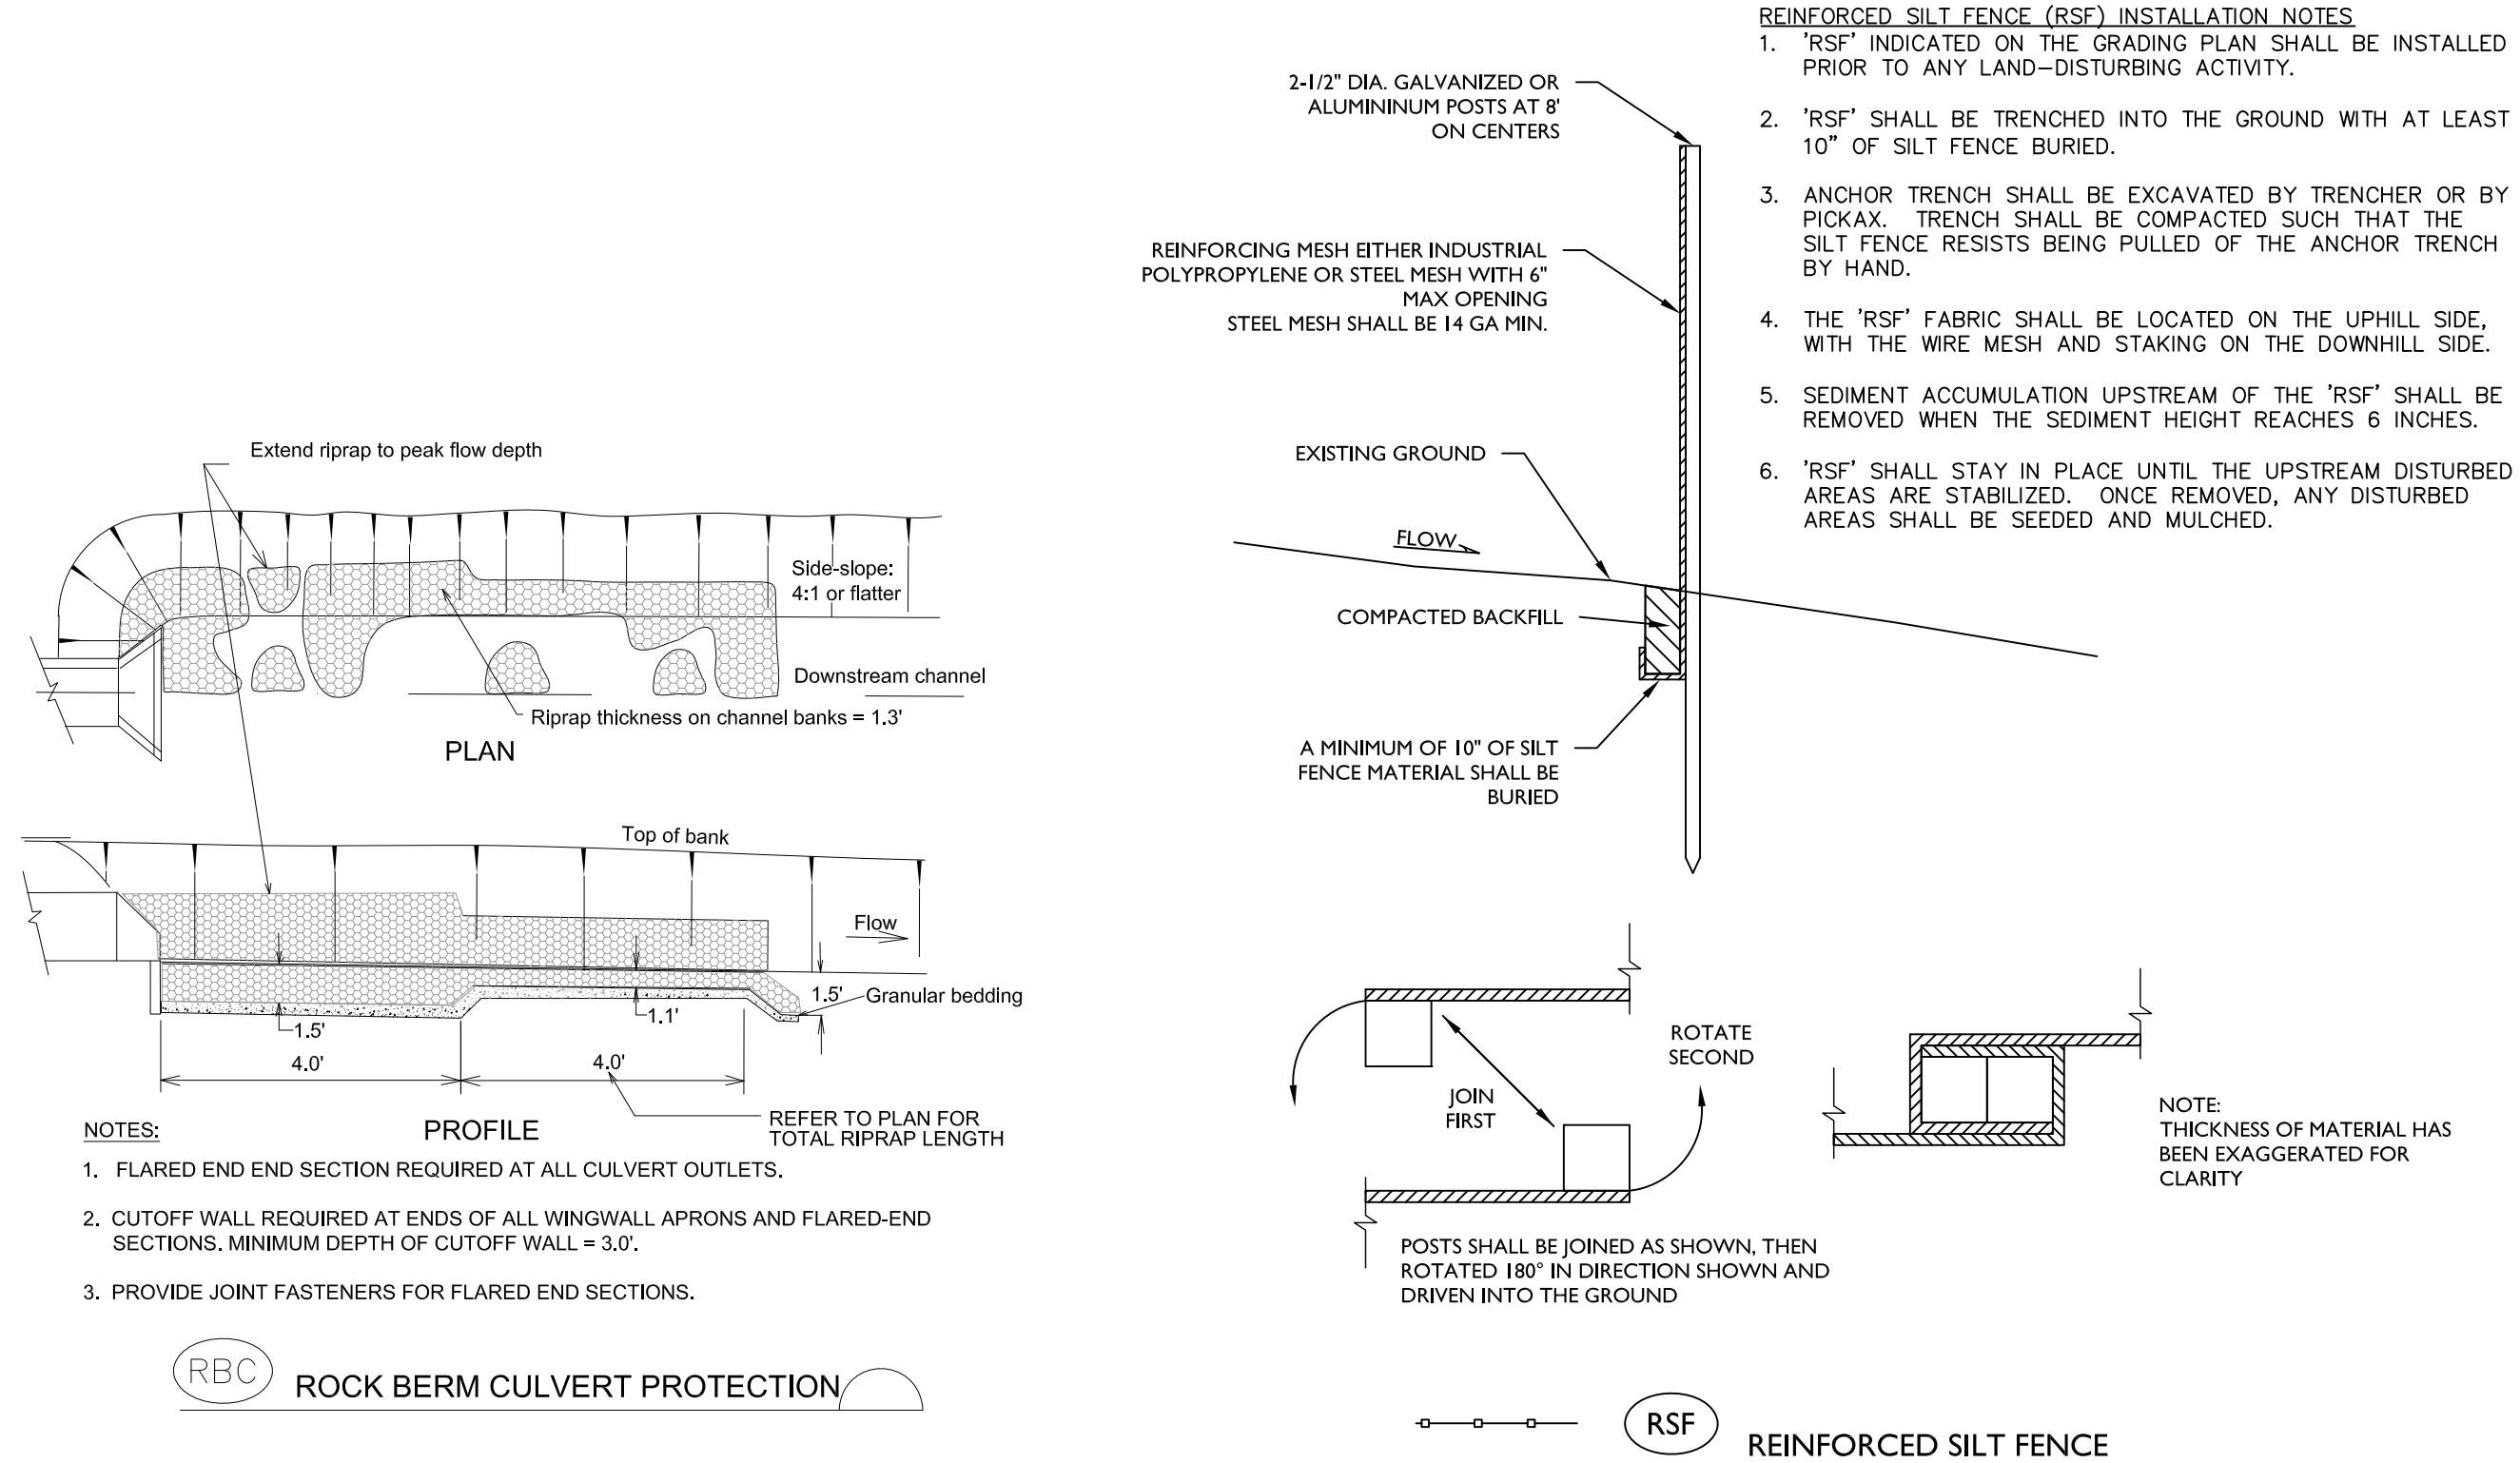 Extend riprap to peak flow depth
Side-slope:
4:1 or flatter
Downstream channel
Riprap thickness on channel banks = 1.3'
PLAN
Top of bank
Flow
1.5'
Granular bedding
1.1'
1.5'
4.0'
4.0'
REFER TO PLAN FOR
TOTAL RIPRAP LENGTH
PROFILE
NOTES:
1. FLARED END END SECTION REQUIRED AT ALL CULVERT OUTLETS.
2. CUTOFF WALL REQUIRED AT ENDS OF ALL WINGWALL APRONS AND FLARED-END
SECTIONS. MINIMUM DEPTH OF CUTOFF WALL = 3.0'.
3. PROVIDE JOINT FASTENERS FOR FLARED END SECTIONS.
RBC
ROCK BERM CULVERT PROTECTION
2-1/2" DIA. GALVANIZED OR
ALUMININUM POSTS AT 8'
ON CENTERS
REINFORCING MESH EITHER INDUSTRIAL
POLYPROPYLENE OR STEEL MESH WITH 6"
MAX OPENING
STEEL MESH SHALL BE 14 GA MIN.
EXISTING GROUND
FLOW
COMPACTED BACKFILL
A MINIMUM OF 10" OF SILT
FENCE MATERIAL SHALL BE
BURIED
REINFORCED SILT FENCE (RSF) INSTALLATION NOTES
1. 'RSF' INDICATED ON THE GRADING PLAN SHALL BE INSTALLED
PRIOR TO ANY LAND-DISTURBING ACTIVITY.
2. 'RSF' SHALL BE TRENCHED INTO THE GROUND WITH AT LEAST
10" OF SILT FENCE BURIED.
3. ANCHOR TRENCH SHALL BE EXCAVATED BY TRENCHER OR BY
PICKAX. TRENCH SHALL BE COMPACTED SUCH THAT THE
SILT FENCE RESISTS BEING PULLED OF THE ANCHOR TRENCH
BY HAND.
4. THE 'RSF' FABRIC SHALL BE LOCATED ON THE UPHILL SIDE,
WITH THE WIRE MESH AND STAKING ON THE DOWNHILL SIDE.
5. SEDIMENT ACCUMULATION UPSTREAM OF THE 'RSF' SHALL BE
REMOVED WHEN THE SEDIMENT HEIGHT REACHES 6 INCHES.
6. 'RSF' SHALL STAY IN PLACE UNTIL THE UPSTREAM DISTURBED
AREAS ARE STABILIZED. ONCE REMOVED, ANY DISTURBED
AREAS SHALL BE SEEDED AND MULCHED.
ROTATE
SECOND
JOIN
FIRST
NOTE:
THICKNESS OF MATERIAL HAS
BEEN EXAGGERATED FOR
CLARITY
POSTS SHALL BE JOINED AS SHOWN, THEN
ROTATED 180° IN DIRECTION SHOWN AND
DRIVEN INTO THE GROUND
RSF
REINFORCED SILT FENCE